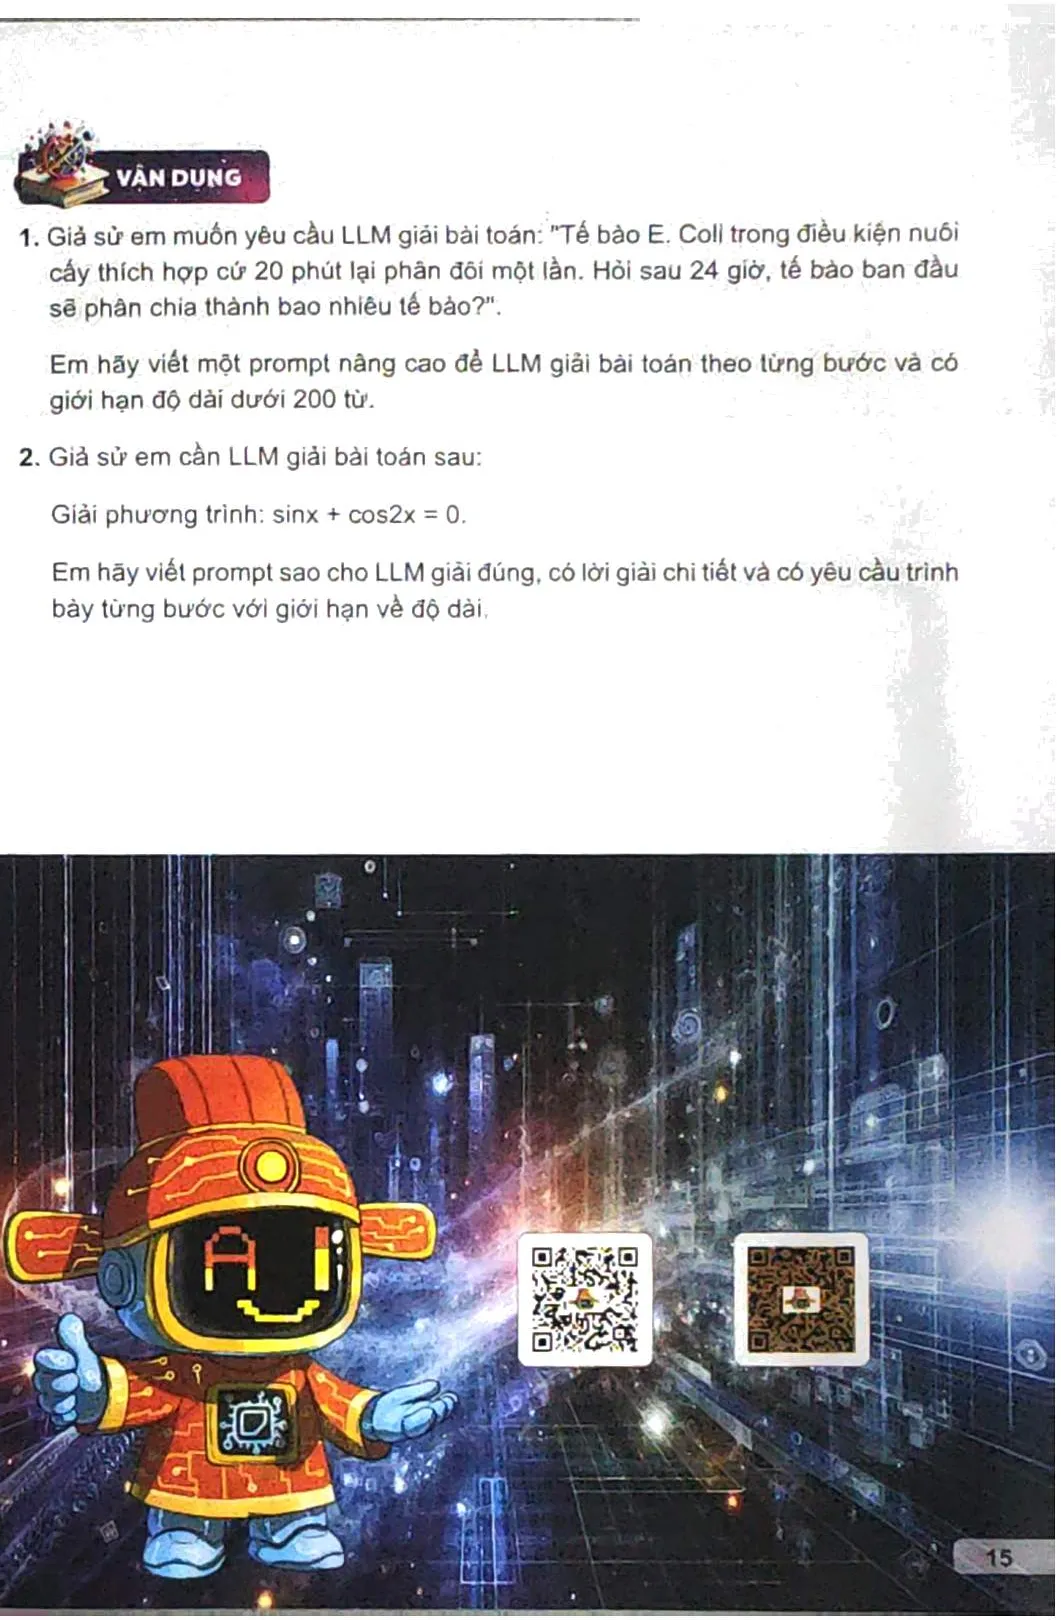 VẬN DỤNG
1. Giả sử em muốn yêu cầu LLM giải bài toán: "Tế bào E. Coli trong điều kiện nuôi
cấy thích hợp cứ 20 phút lại phân đôi một lần. Hỏi sau 24 giờ, tế bào ban đầu
sẽ phân chia thành bao nhiêu tế bào?".
Em hãy viết một prompt nâng cao để LLM giải bài toán theo từng bước và có
giới hạn độ dài dưới 200 từ.
2. Giả sử em cần LLM giải bài toán sau:
Giải phương trình: sinx + cos2x = 0.
Em hãy viết prompt sao cho LLM giải đúng, có lời giải chi tiết và có yêu cầu trình
bày từng bước với giới hạn về độ dài.
AI
15